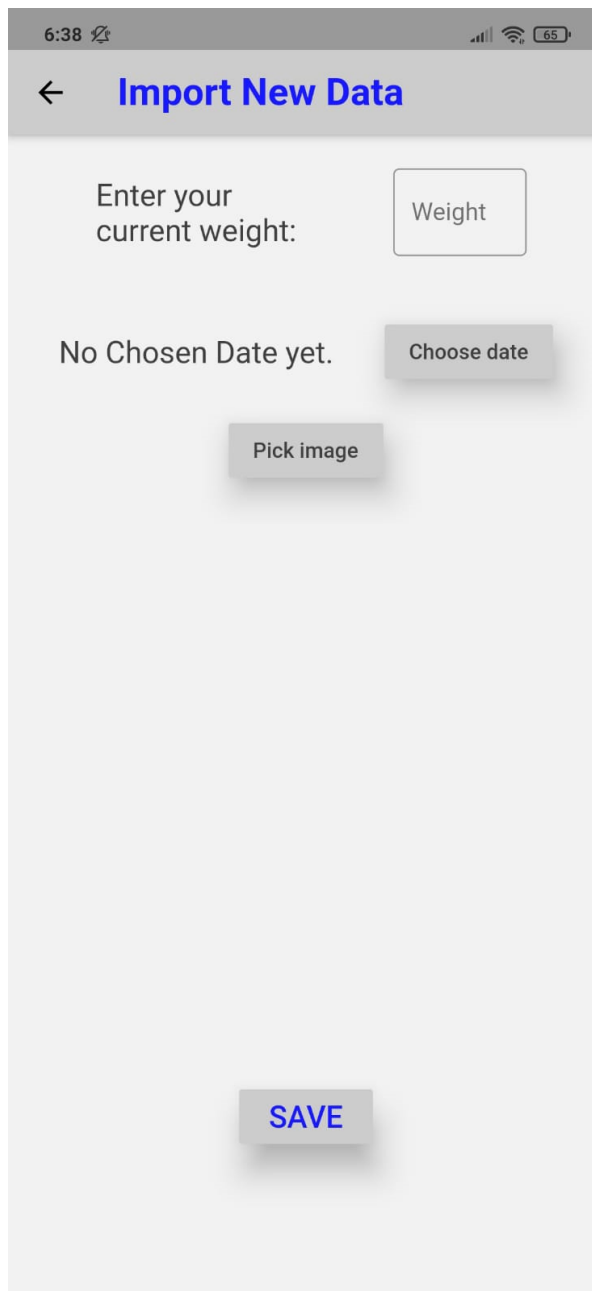 6:38
65
Import New Data
Enter your
current weight:
Weight
No Chosen Date yet.
Choose date
Pick image
SAVE